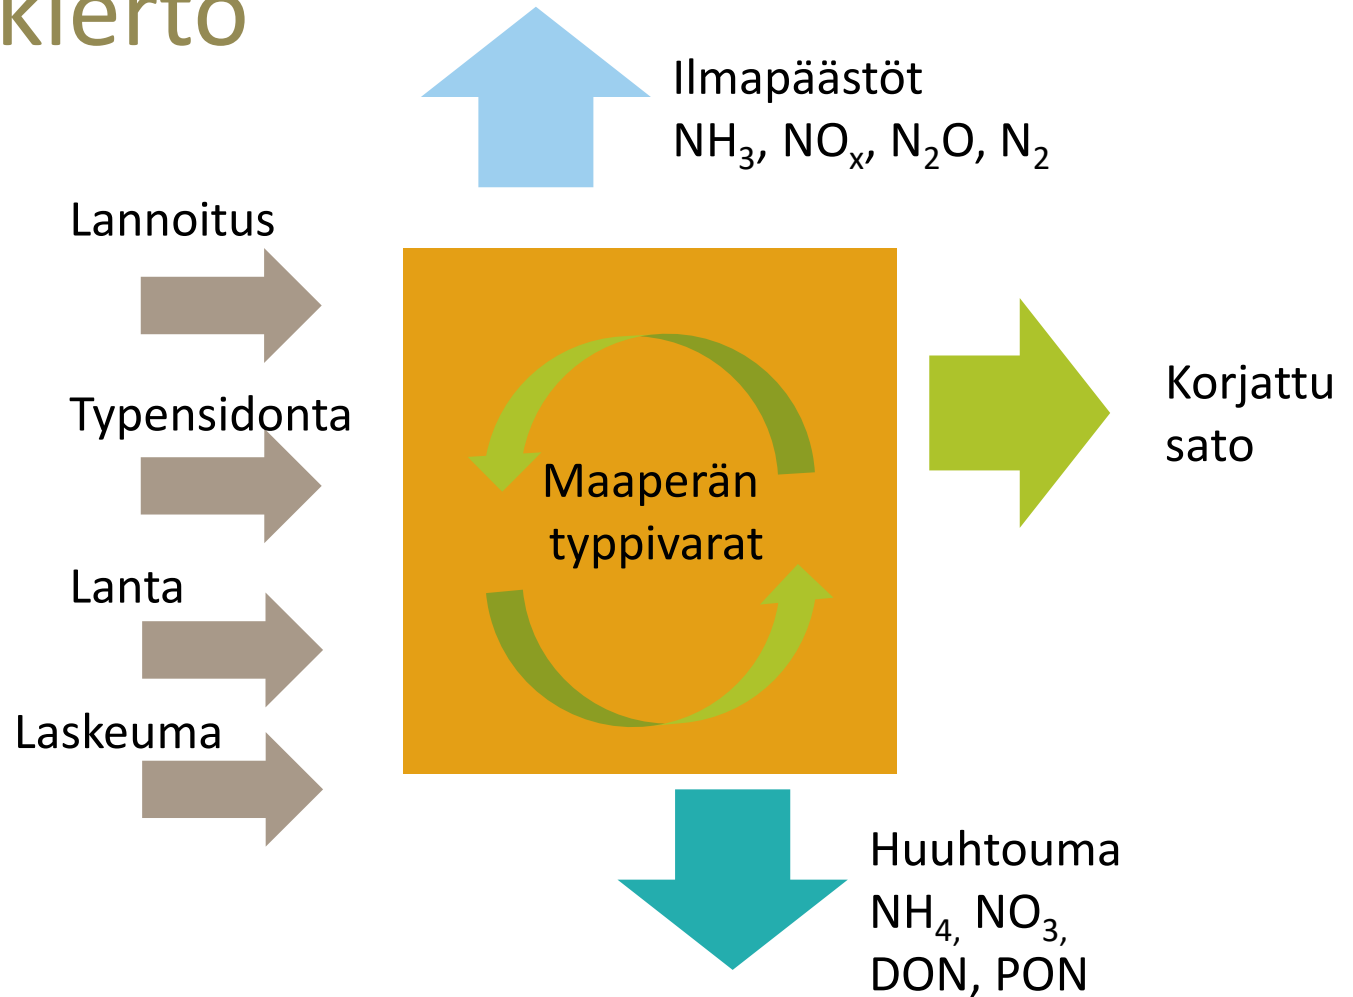 kierto
Ilmapäästöt
NH₃, NOₓ, N₂O, N₂
Lannoitus
Typensidonta
Lanta
Laskeuma
Maaperän
typpivarat
Korjattu
sato
Huuhtouma
NH₄, NO₃,
DON, PON